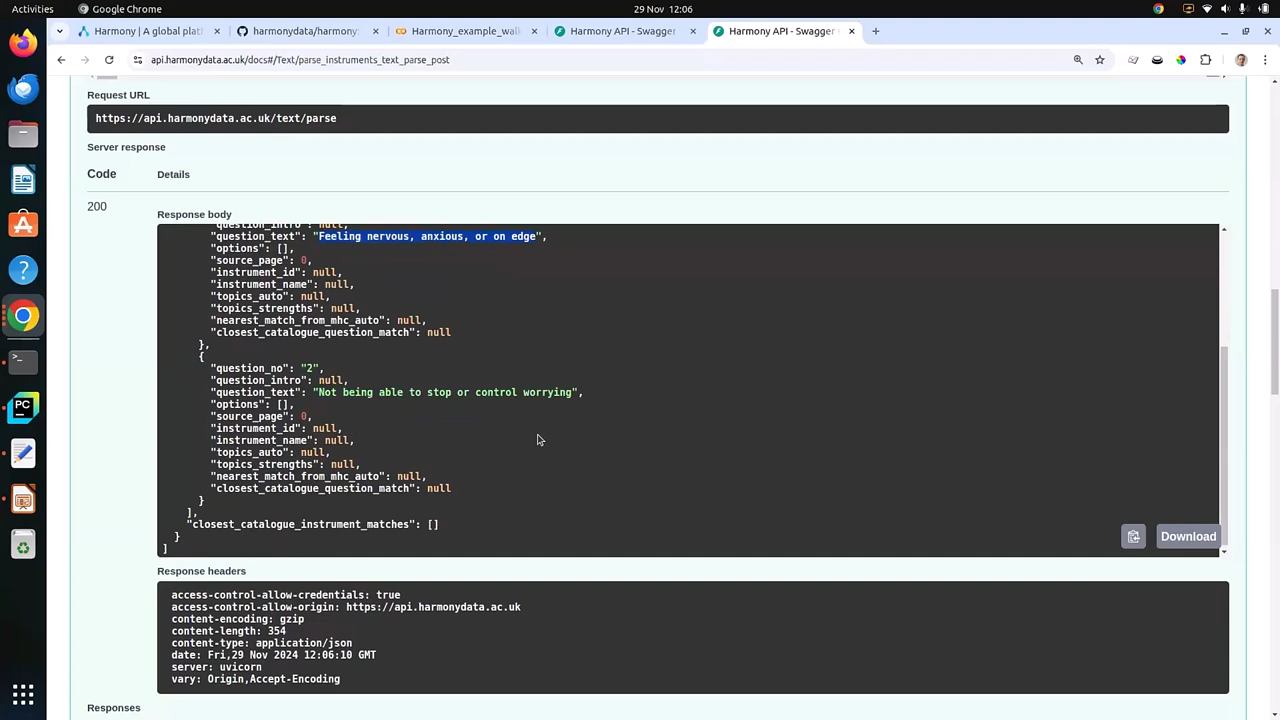 Activities
Google Chrome
29 Nov 12:06
Harmony | A global plat
harmonydata/harmony
Harmony_example_walk
Harmony API - Swagger
Harmony API - Swagger
api.harmonydata.ac.uk/docs#/Text/parse_instruments_text_parse_post
Request URL
https://api.harmonydata.ac.uk/text/parse
Server response
Code
Details
200
Response body
"question_intro": null,
"question_text": "Feeling nervous, anxious, or on edge",
"options": [],
"source_page": 0,
"instrument_id": null,
"instrument_name": null,
"topics_auto": null,
"topics_strengths": null,
"nearest_match_from_mhc_auto": null,
"closest_catalogue_question_match": null
},
{
"question_no": "2",
"question_intro": null,
"question_text": "Not being able to stop or control worrying",
"options": [],
"source_page": 0,
"instrument_id": null,
"instrument_name": null,
"topics_auto": null,
"topics_strengths": null,
"nearest_match_from_mhc_auto": null,
"closest_catalogue_question_match": null
}
],
"closest_catalogue_instrument_matches": []
}
]
Download
Response headers
access-control-allow-credentials: true
access-control-allow-origin: https://api.harmonydata.ac.uk
content-encoding: gzip
content-length: 354
content-type: application/json
date: Fri,29 Nov 2024 12:06:10 GMT
server: uvicorn
vary: Origin,Accept-Encoding
Responses